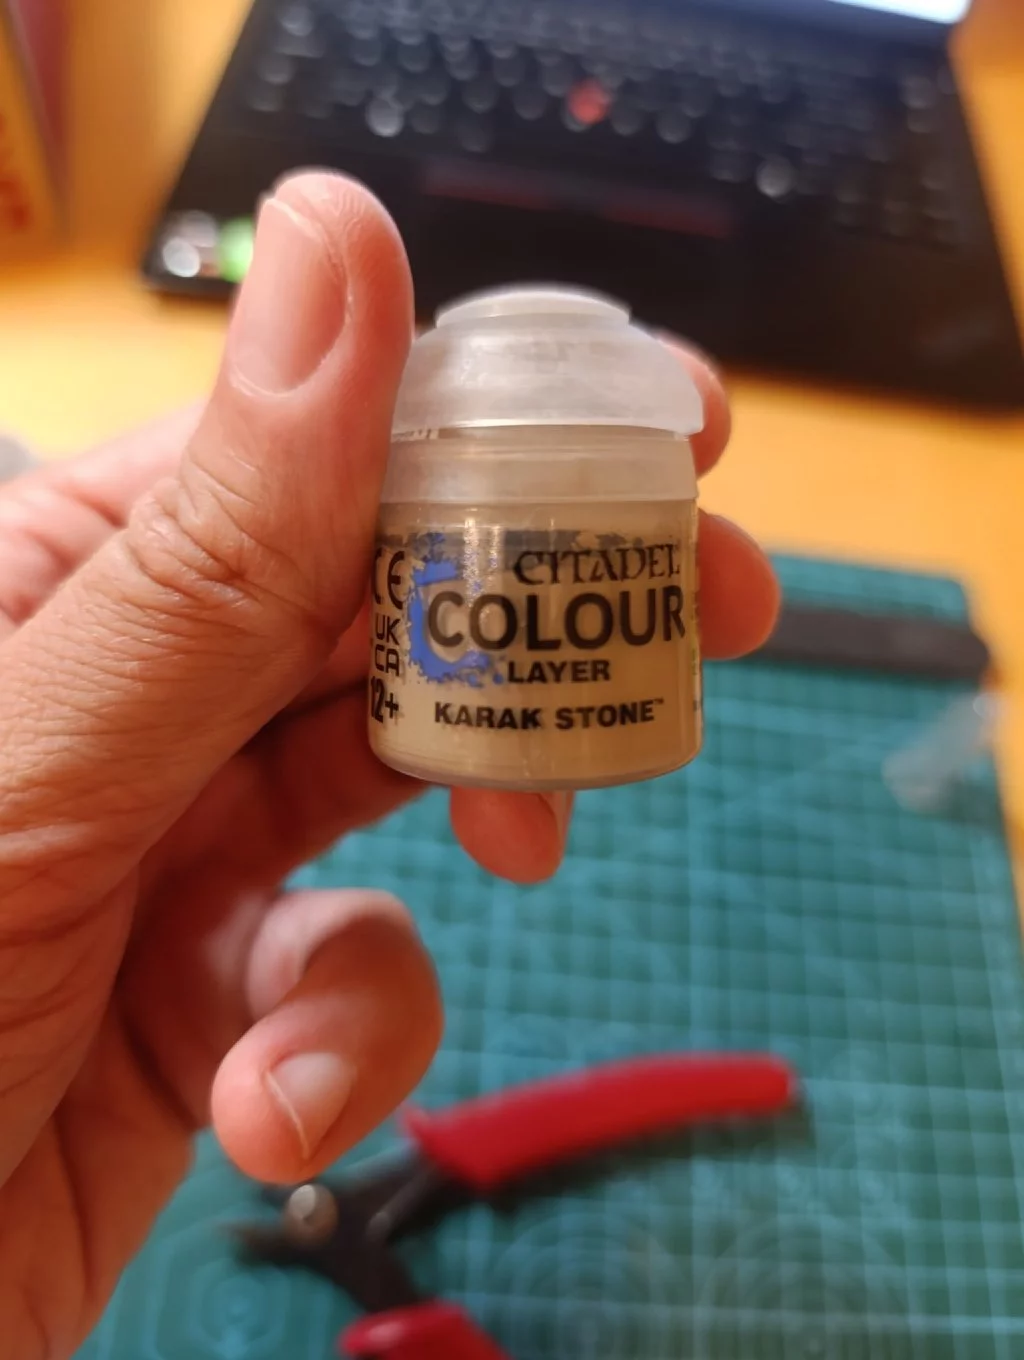 CE
UK
CA
12+
CITADEL
COLOUR
LAYER
KARAK STONE™